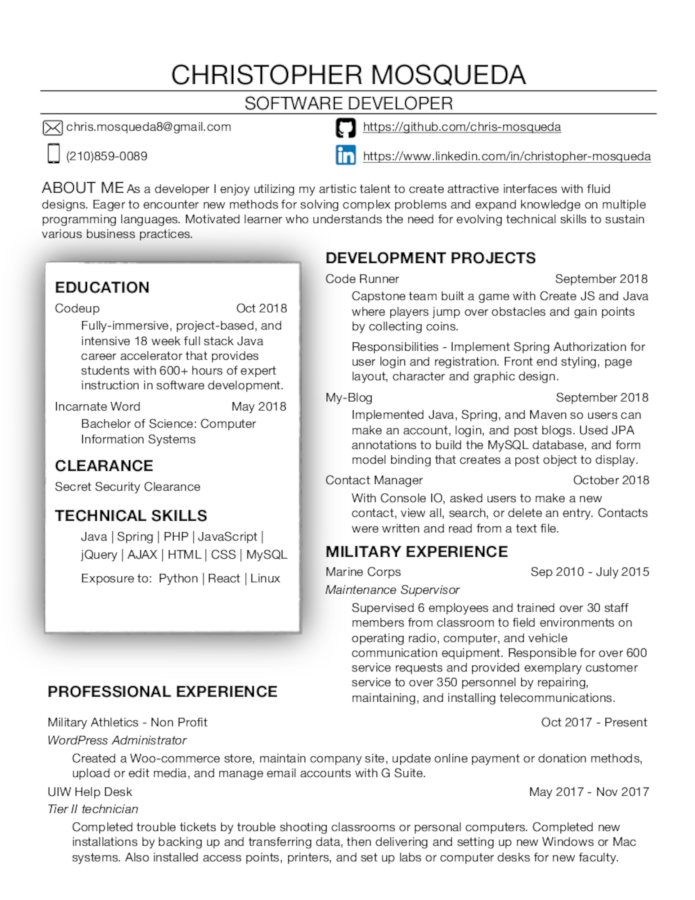 CHRISTOPHER MOSQUEDA
SOFTWARE DEVELOPER
chris.mosqueda8@gmail.com
https://github.com/chris-mosqueda
(210)859-0089
https://www.linkedin.com/in/christopher-mosqueda
ABOUT ME As a developer I enjoy utilizing my artistic talent to create attractive interfaces with fluid
designs. Eager to encounter new methods for solving complex problems and expand knowledge on multiple
programming languages. Motivated learner who understands the need for evolving technical skills to sustain
various business practices.
EDUCATION
Codeup Oct 2018
Fully-immersive, project-based, and
intensive 18 week full stack Java
career accelerator that provides
students with 600+ hours of expert
instruction in software development.
Incarnate Word May 2018
Bachelor of Science: Computer
Information Systems
CLEARANCE
Secret Security Clearance
TECHNICAL SKILLS
Java | Spring | PHP | JavaScript |
jQuery | AJAX | HTML | CSS | MySQL
Exposure to: Python | React | Linux
DEVELOPMENT PROJECTS
Code Runner September 2018
Capstone team built a game with Create JS and Java
where players jump over obstacles and gain points
by collecting coins.
Responsibilities - Implement Spring Authorization for
user login and registration. Front end styling, page
layout, character and graphic design.
My-Blog September 2018
Implemented Java, Spring, and Maven so users can
make an account, login, and post blogs. Used JPA
annotations to build the MySQL database, and form
model binding that creates a post object to display.
Contact Manager October 2018
With Console IO, asked users to make a new
contact, view all, search, or delete an entry. Contacts
were written and read from a text file.
MILITARY EXPERIENCE
Marine Corps Sep 2010 - July 2015
Maintenance Supervisor
Supervised 6 employees and trained over 30 staff
members from classroom to field environments on
operating radio, computer, and vehicle
communication equipment. Responsible for over 600
service requests and provided exemplary customer
service to over 350 personnel by repairing,
maintaining, and installing telecommunications.
PROFESSIONAL EXPERIENCE
Military Athletics - Non Profit Oct 2017 - Present
WordPress Administrator
Created a Woo-commerce store, maintain company site, update online payment or donation methods,
upload or edit media, and manage email accounts with G Suite.
UIW Help Desk May 2017 - Nov 2017
Tier II technician
Completed trouble tickets by trouble shooting classrooms or personal computers. Completed new
installations by backing up and transferring data, then delivering and setting up new Windows or Mac
systems. Also installed access points, printers, and set up labs or computer desks for new faculty.